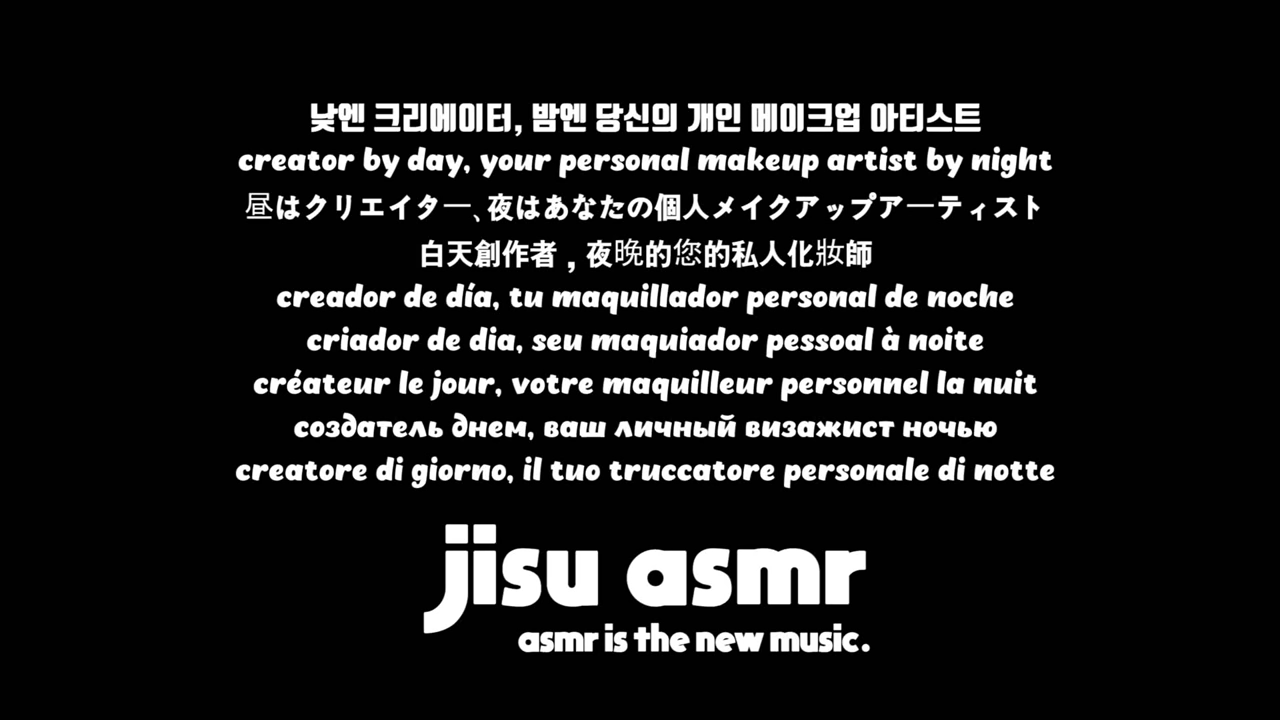 낮엔 크리에이터, 밤엔 당신의 개인 메이크업 아티스트
creator by day, your personal makeup artist by night
昼はクリエイター、夜はあなたの個人メイクアップアーティスト
白天創作者 , 夜晚的您的私人化妝師
creador de día, tu maquillador personal de noche
criador de dia, seu maquiador pessoal à noite
créateur le jour, votre maquilleur personnel la nuit
создатель днем, ваш личный визажист ночью
creatore di giorno, il tuo truccatore personale di notte
jisu asmr
asmr is the new music.